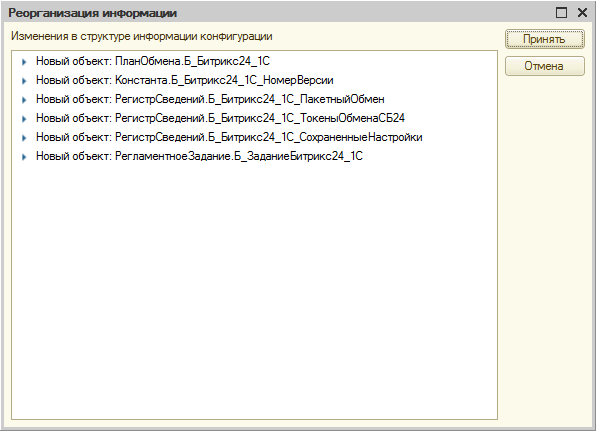 Реорганизация информации
Изменения в структуре информации конфигурации
Принять
Отмена
Новый объект: ПланОбмена.Б_Битрикс24_1С
Новый объект: Константа.Б_Битрикс24_1С_НомерВерсии
Новый объект: РегистрСведений.Б_Битрикс24_1С_ПакетныйОбмен
Новый объект: РегистрСведений.Б_Битрикс24_1С_ТокеныОбменаСБ24
Новый объект: РегистрСведений.Б_Битрикс24_1С_СохраненныеНастройки
Новый объект: РегламентноеЗадание.Б_ЗаданиеБитрикс24_1С